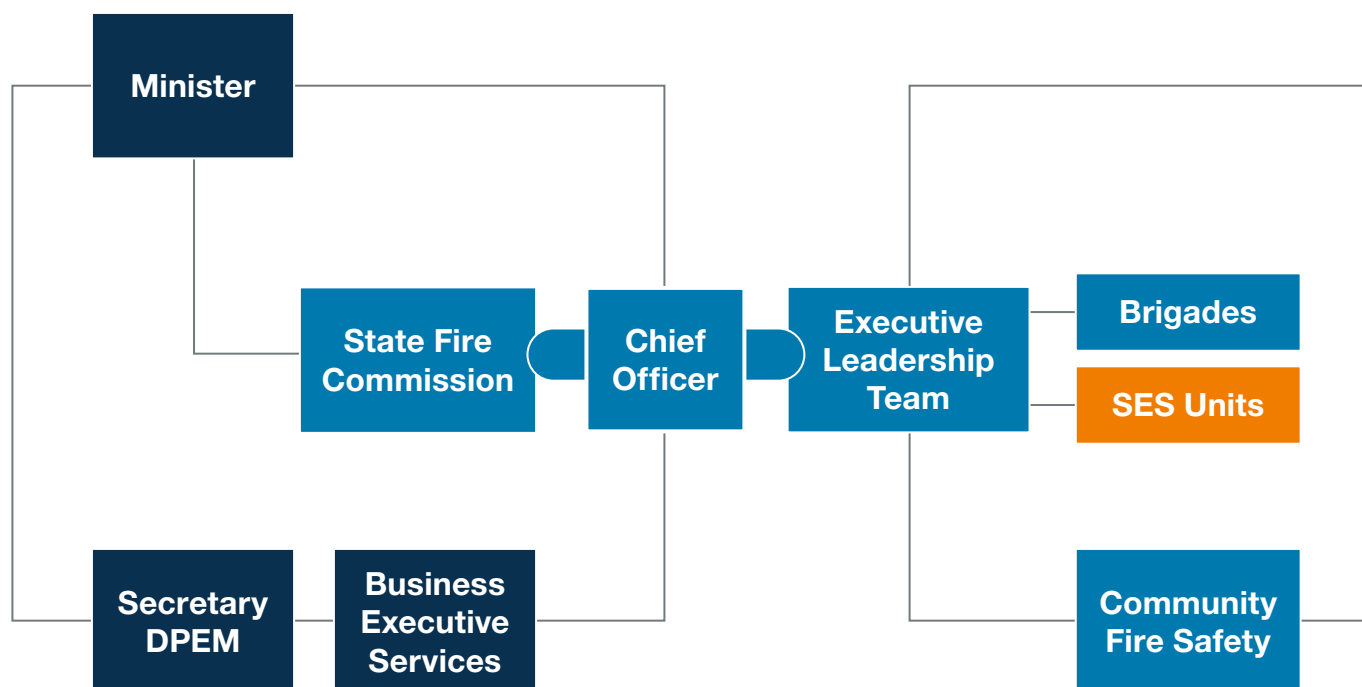 Minister
State Fire
Commission
Chief
Officer
Executive
Leadership
Team
Brigades
SES Units
Secretary
DPEM
Business
Executive
Services
Community
Fire Safety